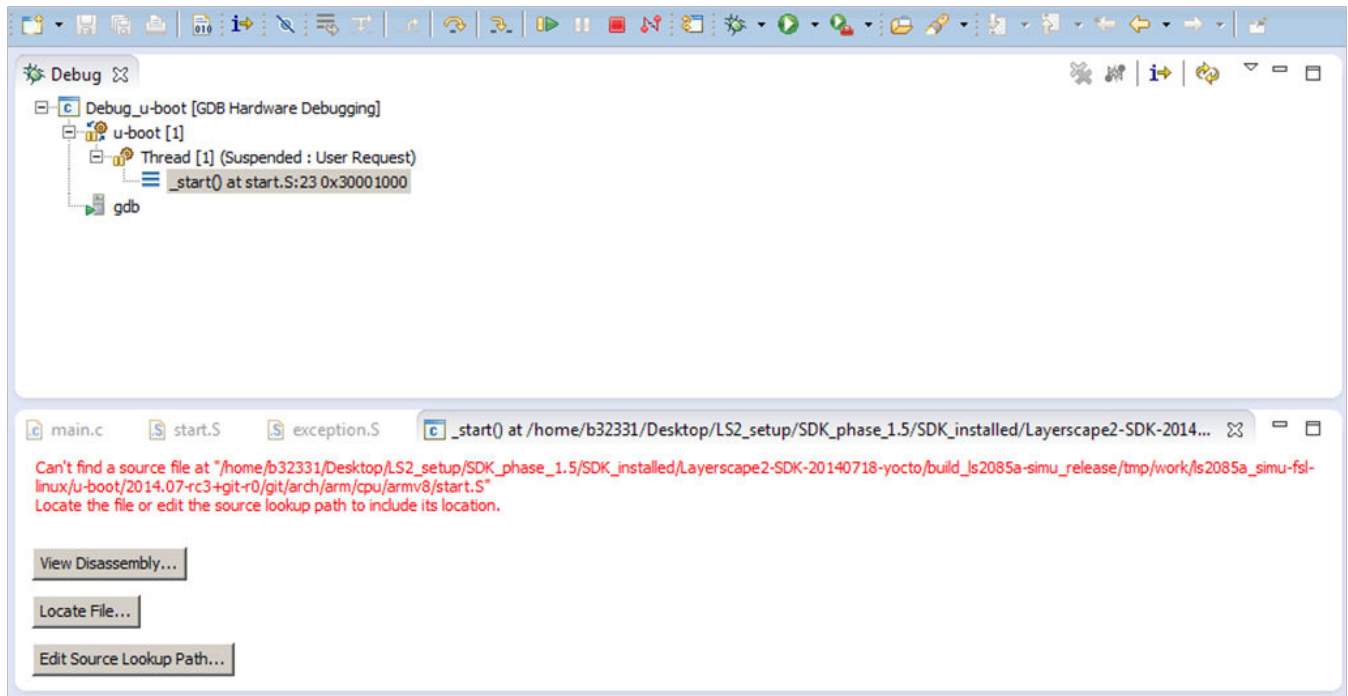 010
Debug
Debug_u-boot [GDB Hardware Debugging]
u-boot [1]
Thread [1] (Suspended : User Request)
_start() at start.S:23 0x30001000
gdb
main.c
start.S
exception.S
_start() at /home/b32331/Desktop/LS2_setup/SDK_phase_1.5/SDK_installed/Layerscape2-SDK-2014...
Can't find a source file at "/home/b32331/Desktop/LS2_setup/SDK_phase_1.5/SDK_installed/Layerscape2-SDK-20140718-yocto/build_ls2085a-simu_release/tmp/work/ls2085a_simu-fsl-
linux/u-boot/2014.07-rc3+git-r0/git/arch/arm/cpu/armv8/start.S"
Locate the file or edit the source lookup path to include its location.
View Disassembly...
Locate File...
Edit Source Lookup Path...